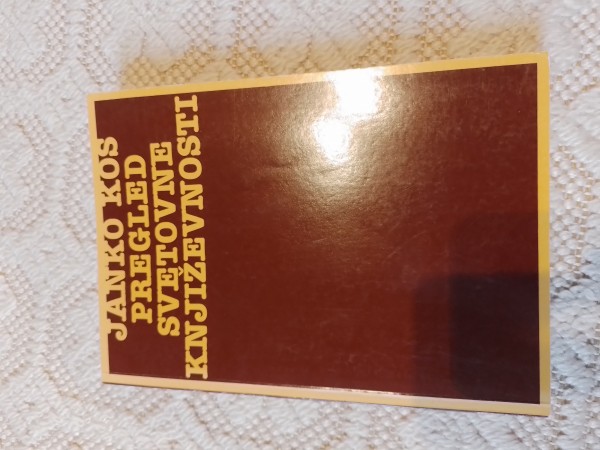 JANKO KOS
PREGLED
SVETOVNE
KNJIŽEVNOSTI